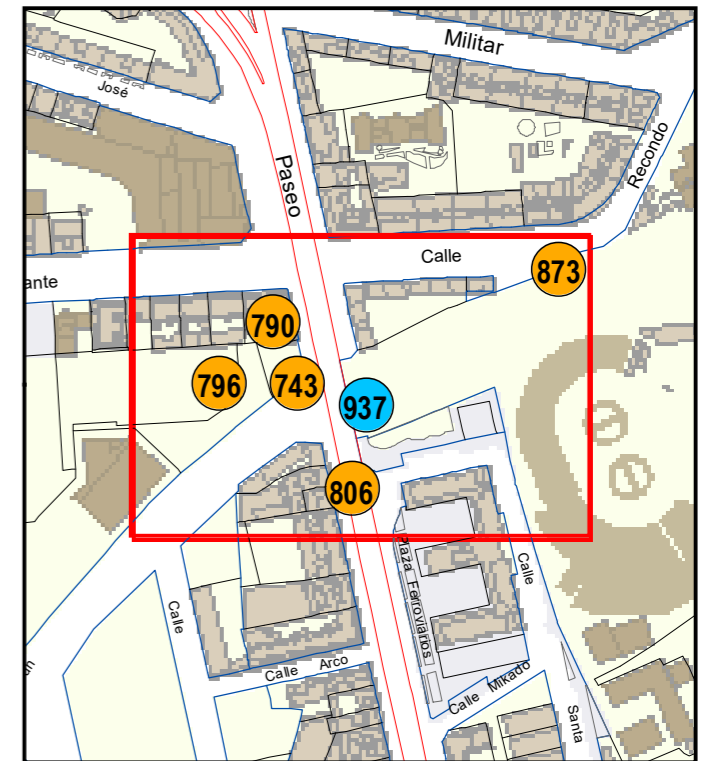 Militar
José
Paseo
Recondo
Calle
873
ante
790
796
743
937
806
Plaza Ferroviarios
Calle
Calle
Calle Arco
Calle Mikado
Santa